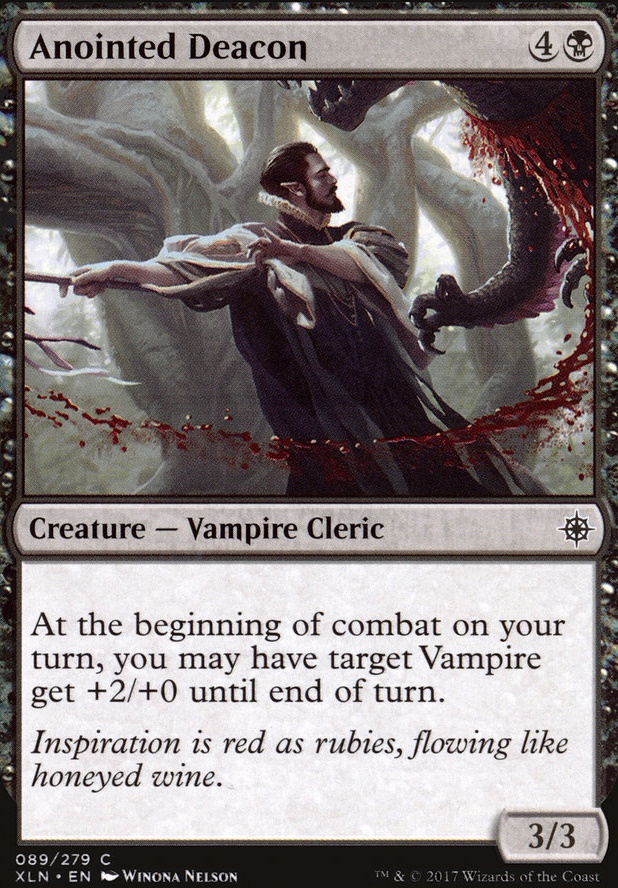 Anointed Deacon 4
Creature — Vampire Cleric
At the beginning of combat on your
turn, you may have target Vampire
get +2/+0 until end of turn.
Inspiration is red as rubies, flowing like
honeyed wine.
3/3
089/279 C
XLN • EN Winona Nelson
™ & © 2017 Wizards of the Coast